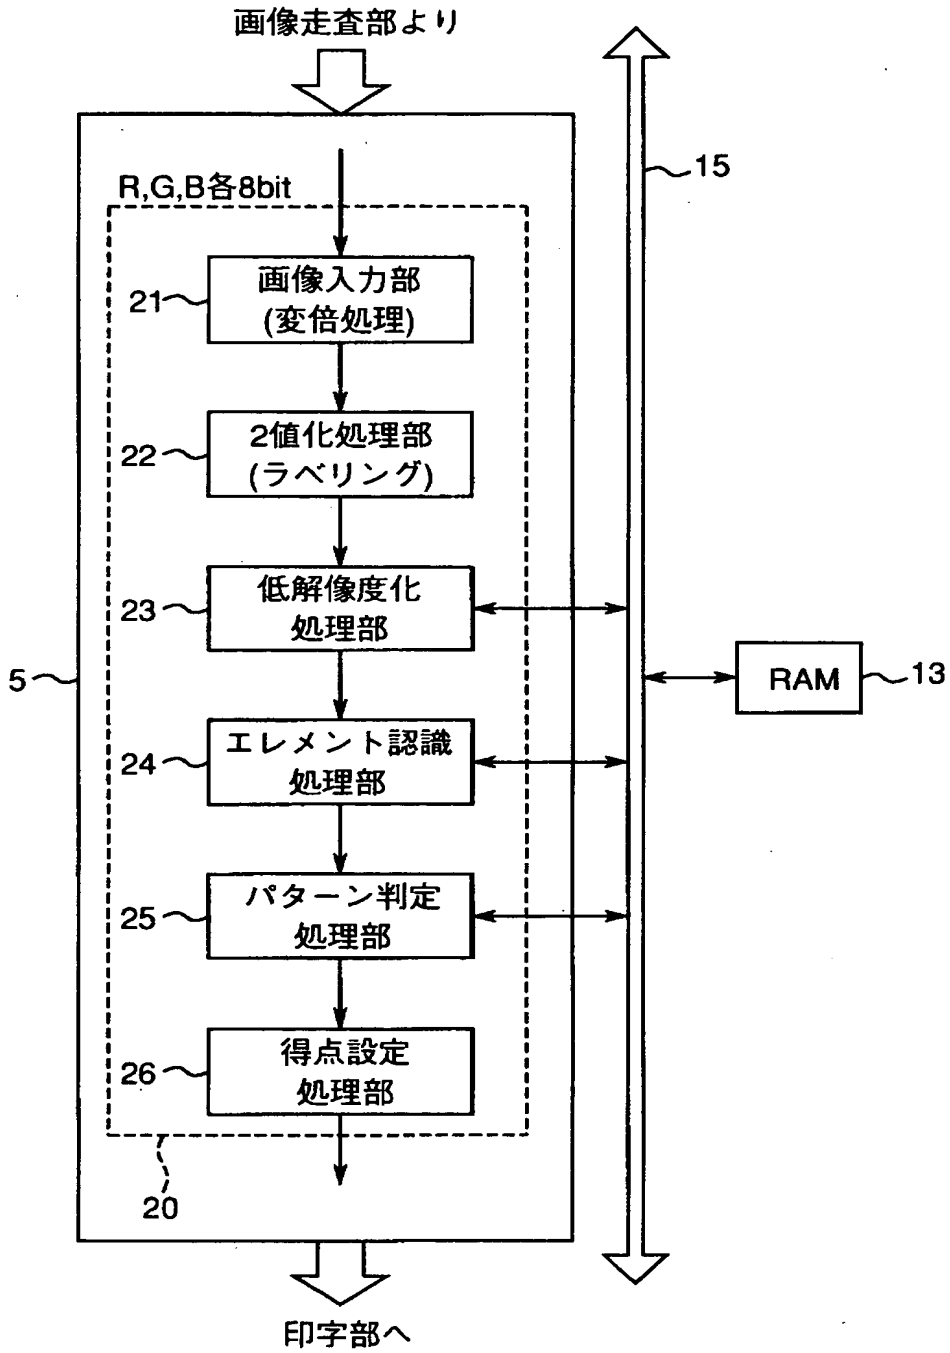 画像走査部より
15
R,G,B各8bit
21
画像入力部
(変倍処理)
22
2値化処理部
(ラベリング)
23
低解像度化
処理部
5
RAM
13
24
エレメント認識
処理部
25
パターン判定
処理部
26
得点設定
処理部
20
印字部へ